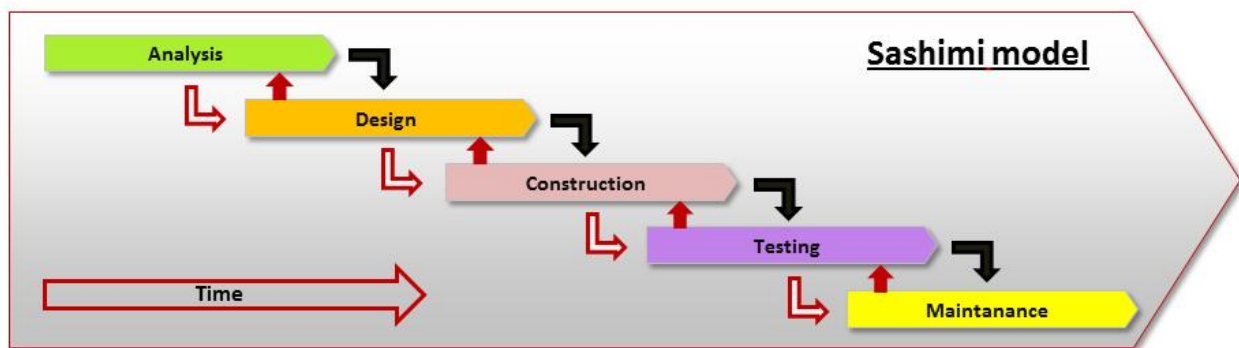 Sashimi model
Analysis
Design
Construction
Testing
Time
Maintanance